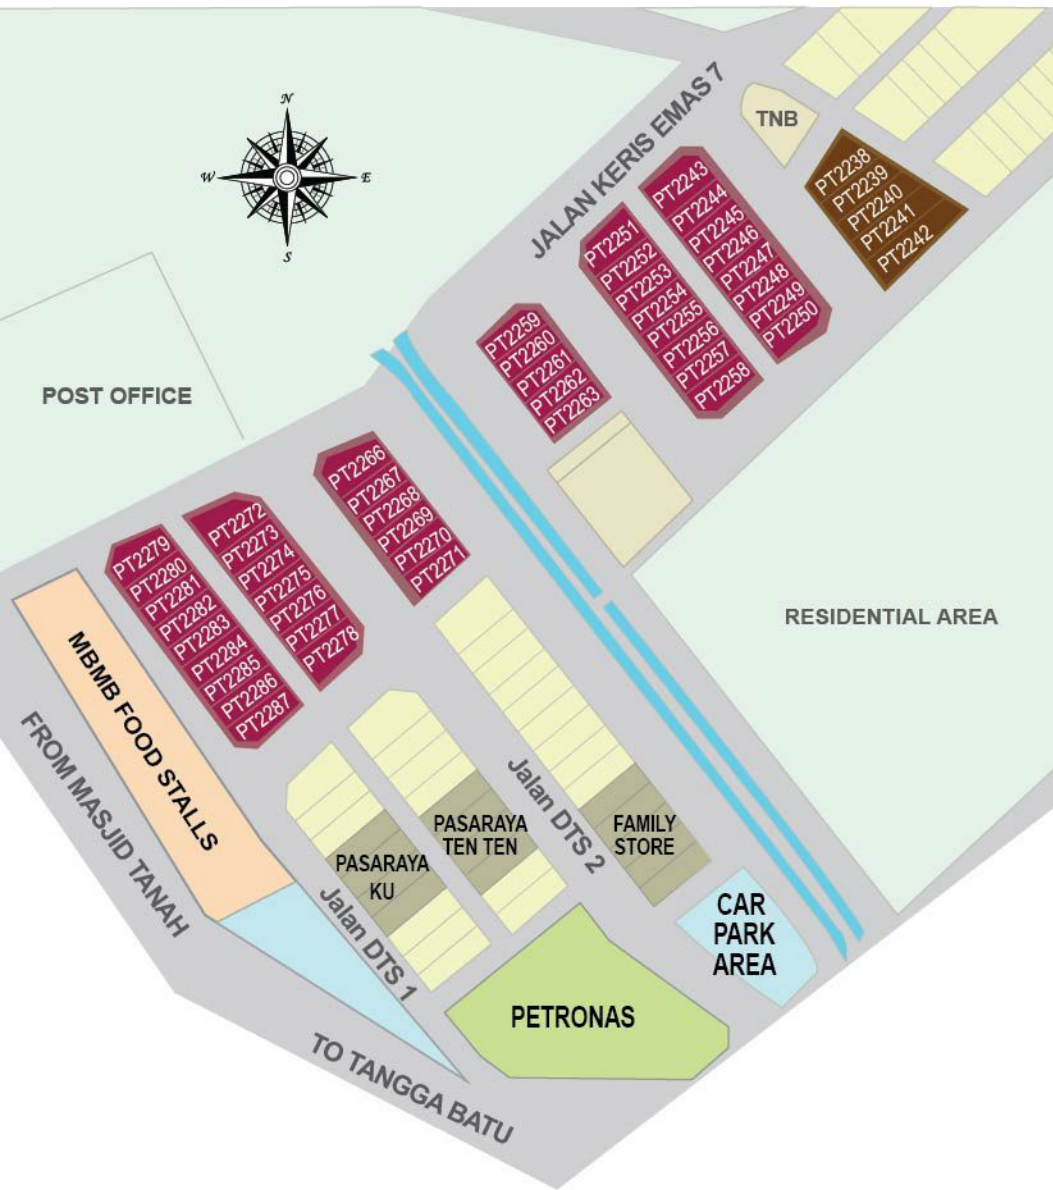 N
W
E
S
JALAN KERIS EMAS 7
TNB
PT2238
PT2239
PT2240
PT2241
PT2242
PT2243
PT2244
PT2245
PT2246
PT2247
PT2248
PT2249
PT2250
PT2251
PT2252
PT2253
PT2254
PT2255
PT2256
PT2257
PT2258
PT2259
PT2260
PT2261
PT2262
PT2263
POST OFFICE
PT2266
PT2267
PT2268
PT2269
PT2270
PT2271
PT2272
PT2273
PT2274
PT2275
PT2276
PT2277
PT2278
PT2279
PT2280
PT2281
PT2282
PT2283
PT2284
PT2285
PT2286
PT2287
RESIDENTIAL AREA
MBMB FOOD STALLS
FROM MASJID TANAH
PASARAYA
KU
PASARAYA
TEN TEN
FAMILY
STORE
Jalan DTS 1
Jalan DTS 2
CAR
PARK
AREA
PETRONAS
TO TANGGA BATU